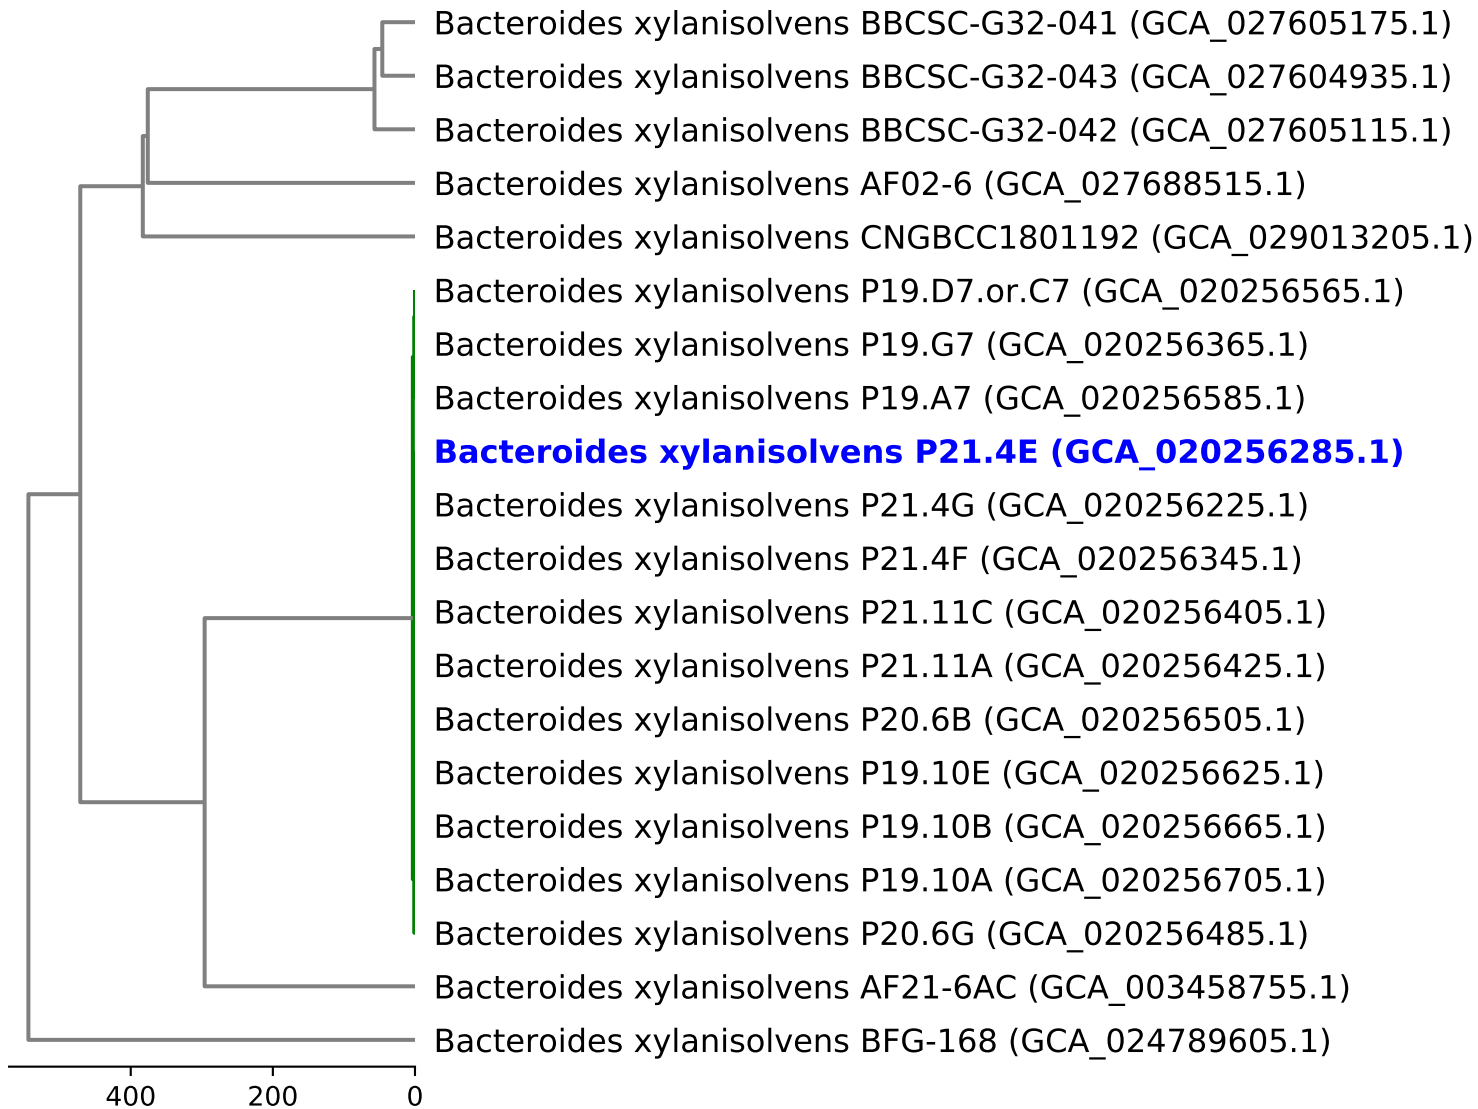 Bacteroides xylanisolvens BBCSC-G32-041 (GCA_027605175.1)
Bacteroides xylanisolvens BBCSC-G32-043 (GCA_027604935.1)
Bacteroides xylanisolvens BBCSC-G32-042 (GCA_027605115.1)
Bacteroides xylanisolvens AF02-6 (GCA_027688515.1)
Bacteroides xylanisolvens CNGBCC1801192 (GCA_029013205.1)
Bacteroides xylanisolvens P19.D7.or.C7 (GCA_020256565.1)
Bacteroides xylanisolvens P19.G7 (GCA_020256365.1)
Bacteroides xylanisolvens P19.A7 (GCA_020256585.1)
Bacteroides xylanisolvens P21.4E (GCA_020256285.1)
Bacteroides xylanisolvens P21.4G (GCA_020256225.1)
Bacteroides xylanisolvens P21.4F (GCA_020256345.1)
Bacteroides xylanisolvens P21.11C (GCA_020256405.1)
Bacteroides xylanisolvens P21.11A (GCA_020256425.1)
Bacteroides xylanisolvens P20.6B (GCA_020256505.1)
Bacteroides xylanisolvens P19.10E (GCA_020256625.1)
Bacteroides xylanisolvens P19.10B (GCA_020256665.1)
Bacteroides xylanisolvens P19.10A (GCA_020256705.1)
Bacteroides xylanisolvens P20.6G (GCA_020256485.1)
Bacteroides xylanisolvens AF21-6AC (GCA_003458755.1)
Bacteroides xylanisolvens BFG-168 (GCA_024789605.1)
400 200 0